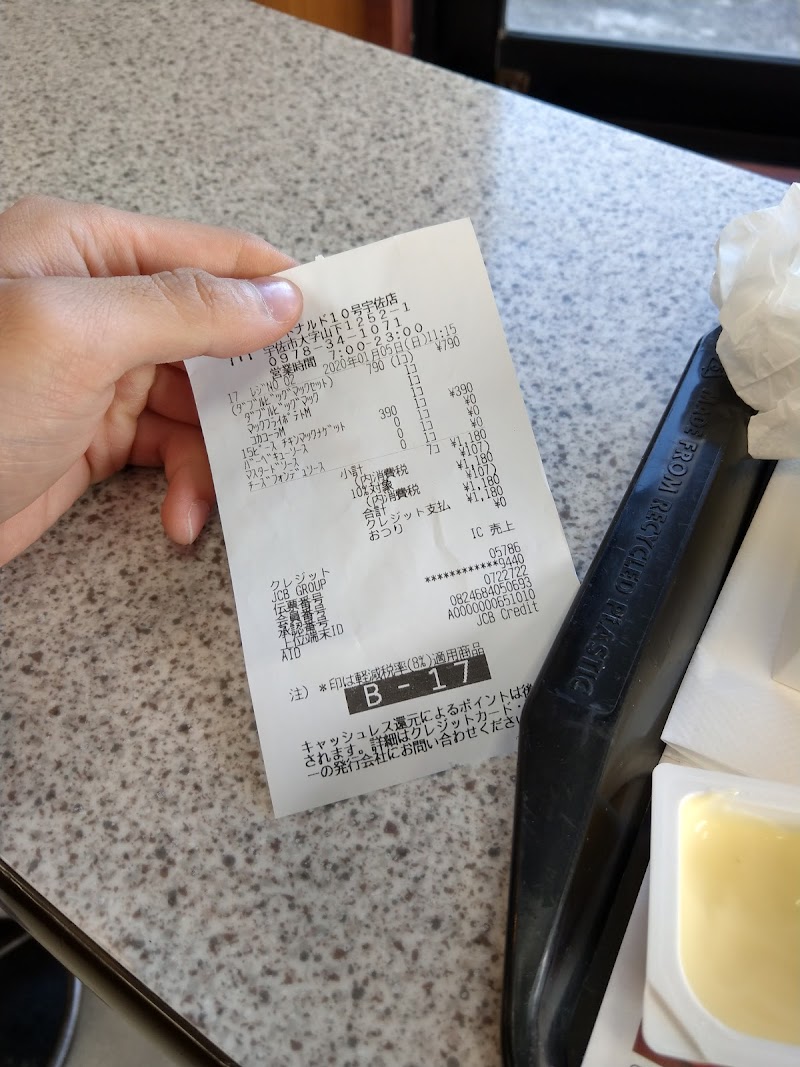 ナルド10号宇佐店
宇佐市大字山下1252-1
0978-34-1071
営業時間 7:00-23:00
17 レジNO 02 2020年01月05日(日)11:15
(ダブルビッグマックセット) 790 (1コ) ¥790
ダブルビッグマック 1コ
マックフライポテトM 1コ
コカコーラM 1コ
15ピース チキンマックナゲット 390 1コ ¥390
バーベキューソース 0 1コ ¥0
マスタードソース 0 1コ ¥0
チーズフォンデュソース 0 1コ ¥0
小計 7コ ¥1,180
(内消費税 ¥107)
10%対象 ¥1,180
(内消費税 ¥107)
合計 ¥1,180
クレジット支払 ¥1,180
おつり ¥0
クレジット IC 売上
JCB GROUP
伝票番号 05786
会員番号 ************9440
承認番号 0722722
上位端末ID 0824684050693
AID A0000000651010
JCB Credit
注) *印は軽減税率(8%)適用商品
B-17
キャッシュレス還元によるポイントは後
されます。詳細はクレジットカード・
ーの発行会社にお問い合わせください
MADE FROM RECYCLED PLASTIC